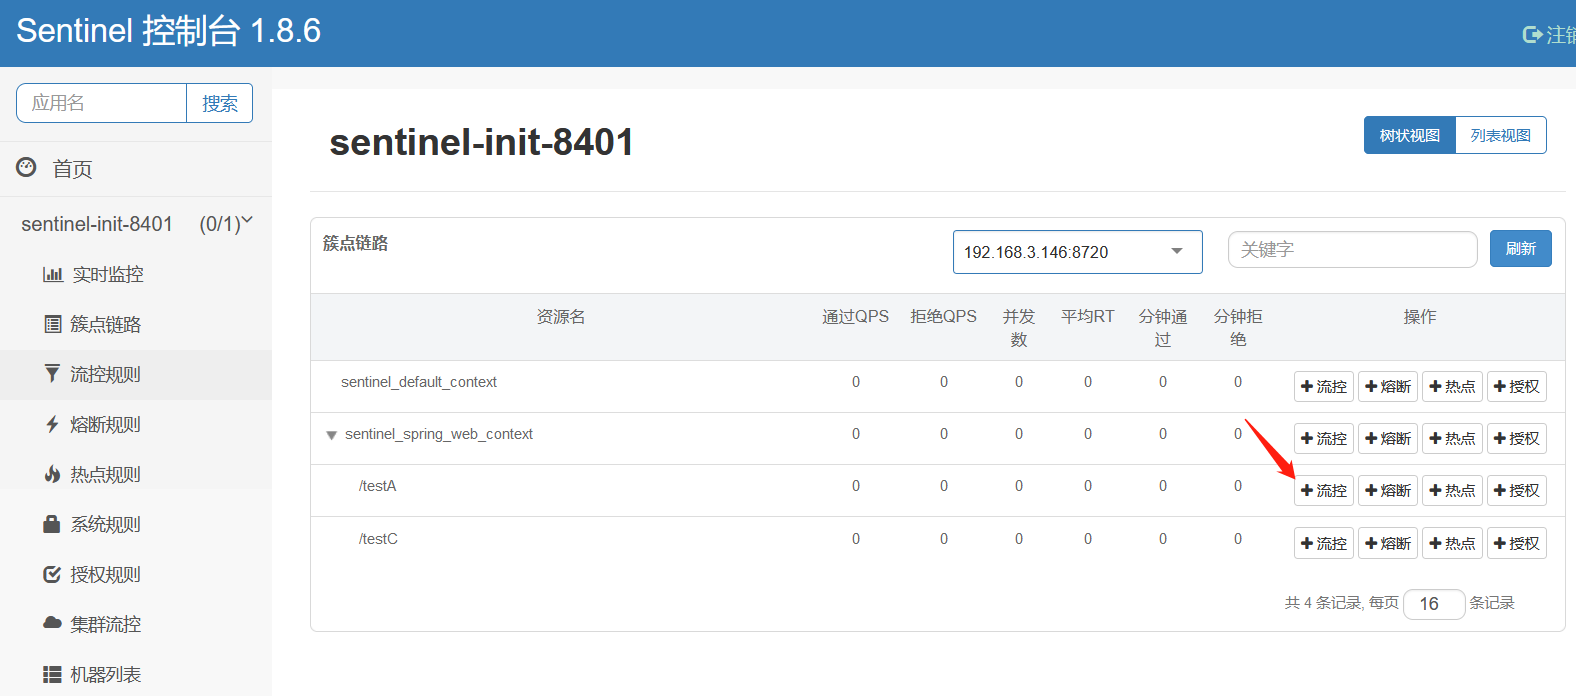 Sentinel 控制台 1.8.6
注销
应用名
搜索
首页
sentinel-init-8401 (0/1)
实时监控
簇点链路
流控规则
熔断规则
热点规则
系统规则
授权规则
集群流控
机器列表
sentinel-init-8401
树状视图
列表视图
簇点链路
192.168.3.146:8720
关键字
刷新
资源名 通过QPS 拒绝QPS 并发数 平均RT 分钟通过 分钟拒绝 操作
sentinel_default_context 0 0 0 0 0 0 流控 熔断 热点 授权
sentinel_spring_web_context 0 0 0 0 0 0 流控 熔断 热点 授权
/testA 0 0 0 0 0 0 流控 熔断 热点 授权
/testC 0 0 0 0 0 0 流控 熔断 热点 授权
共 4 条记录, 每页 16 条记录